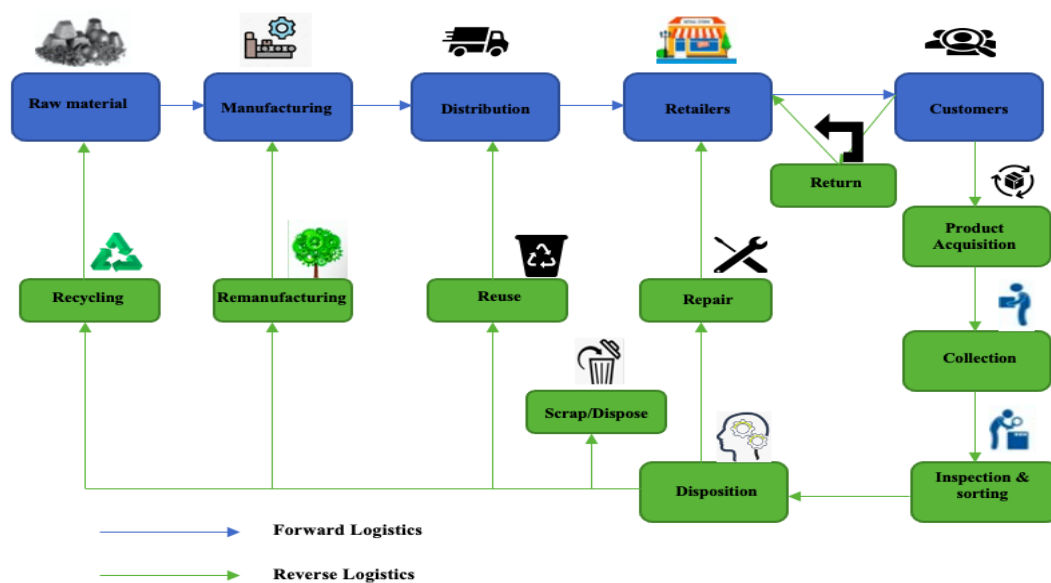 Raw material
Manufacturing
Distribution
Retailers
Customers
Return
Product
Acquisition
Recycling
Remanufacturing
Reuse
Repair
Collection
Scrap/Dispose
Disposition
Inspection &
sorting
Forward Logistics
Reverse Logistics